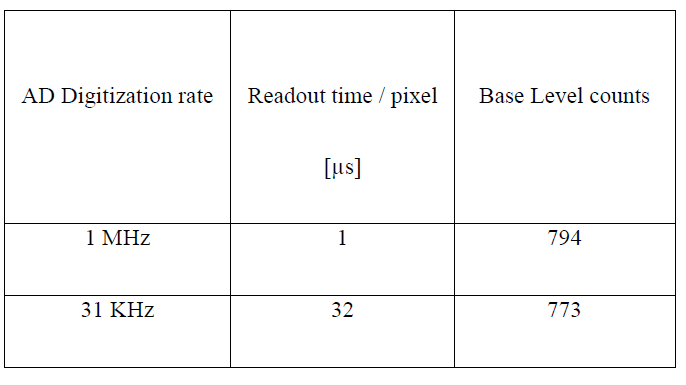 AD Digitization rate
Readout time / pixel
[µs]
Base Level counts
1 MHz
1
794
31 KHz
32
773